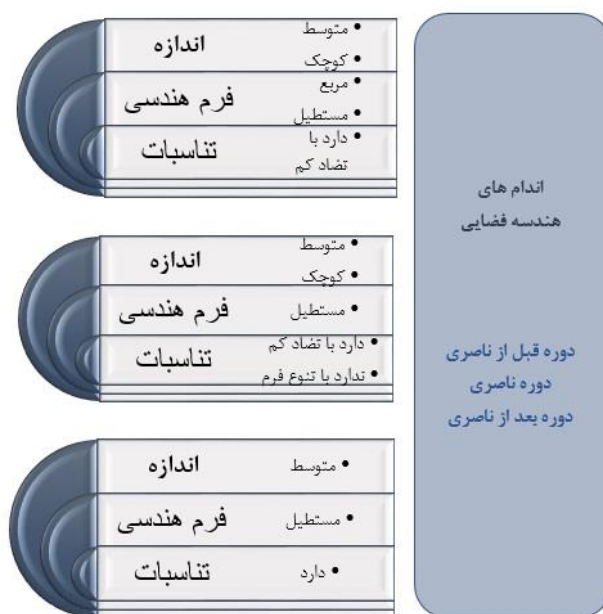 اندام های
هندسه فضایی
دوره قبل از ناصری
دوره ناصری
دوره بعد از ناصری
اندازه
• متوسط
• کوچک
فرم هندسی
• مربع
• مستطیل
تناسبات
• دارد با
تضاد کم
اندازه
• متوسط
• کوچک
فرم هندسی
• مستطیل
تناسبات
• دارد با تضاد کم
• ندارد با تنوع فرم
اندازه
• متوسط
فرم هندسی
• مستطیل
تناسبات
• دارد